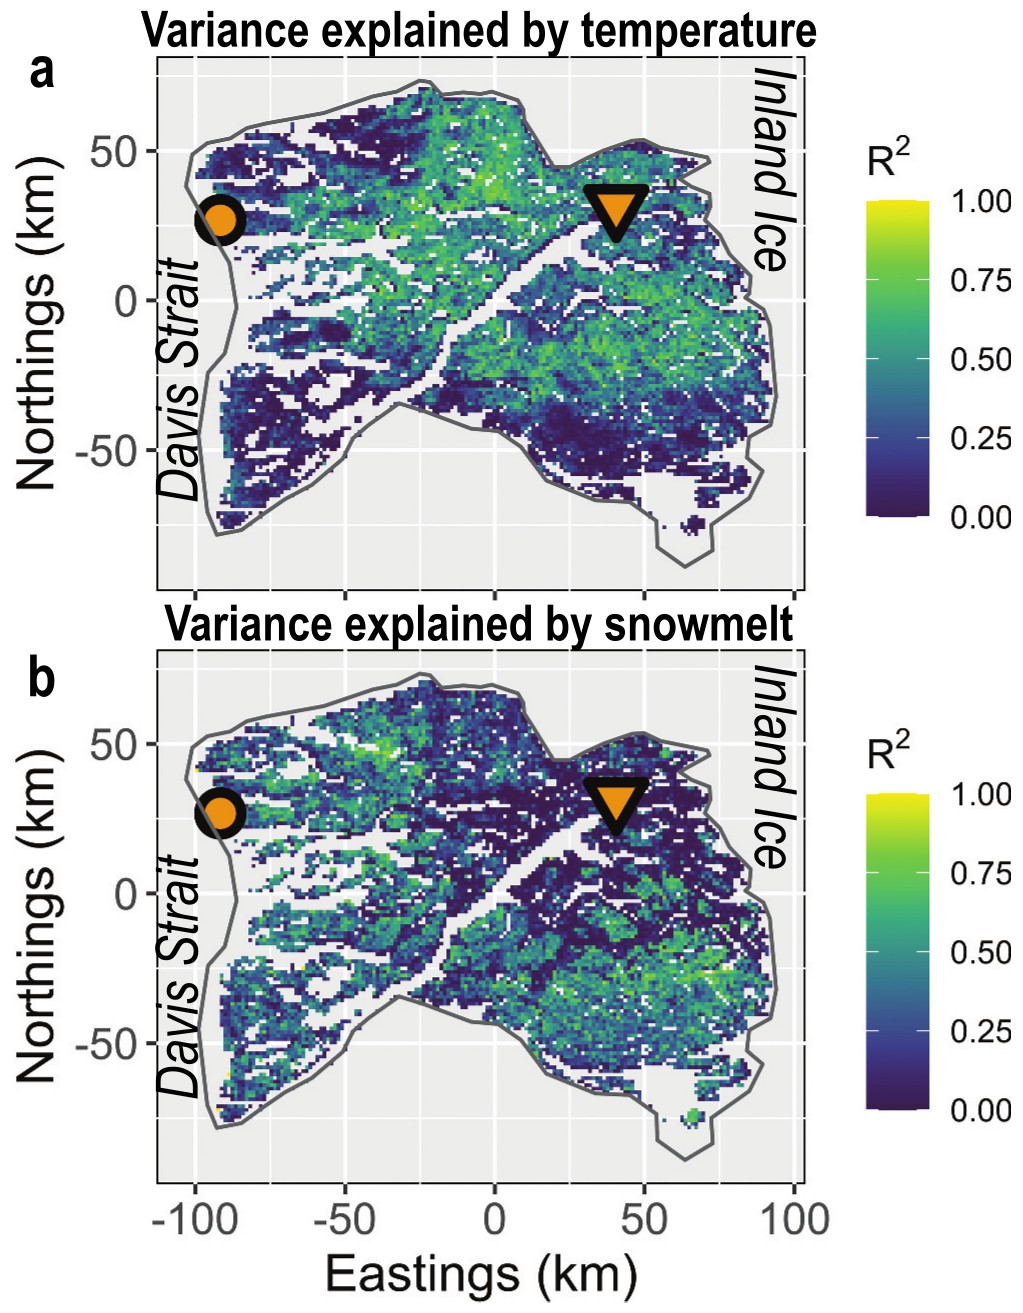 Variance explained by temperature
a
Inland Ice
Davis Strait
Northings (km)
50
0
-50
R²
1.00
0.75
0.50
0.25
0.00
Variance explained by snowmelt
b
Inland Ice
Davis Strait
Northings (km)
50
0
-50
R²
1.00
0.75
0.50
0.25
0.00
-100 -50 0 50 100
Eastings (km)